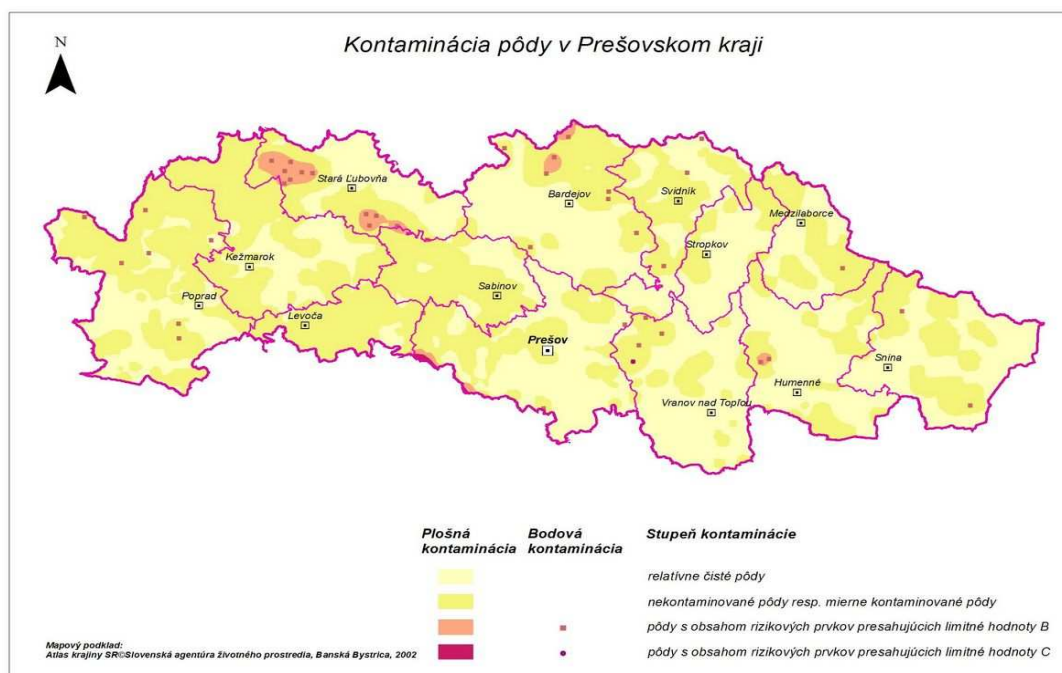 Kontaminácia pôdy v Prešovskom kraji
N
Stará Ľubovňa
Bardejov
Svidník
Medzilaborce
Stropkov
Kežmarok
Sabinov
Poprad
Levoča
Prešov
Snina
Humenné
Vranov nad Topľou
Plošná kontaminácia
Bodová kontaminácia
Stupeň kontaminácie
relatívne čisté pôdy
nekontaminované pôdy resp. mierne kontaminované pôdy
pôdy s obsahom rizikových prvkov presahujúcich limitné hodnoty B
pôdy s obsahom rizikových prvkov presahujúcich limitné hodnoty C
Mapový podklad:
Atlas krajiny SR©Slovenská agentúra životného prostredia, Banská Bystrica, 2002